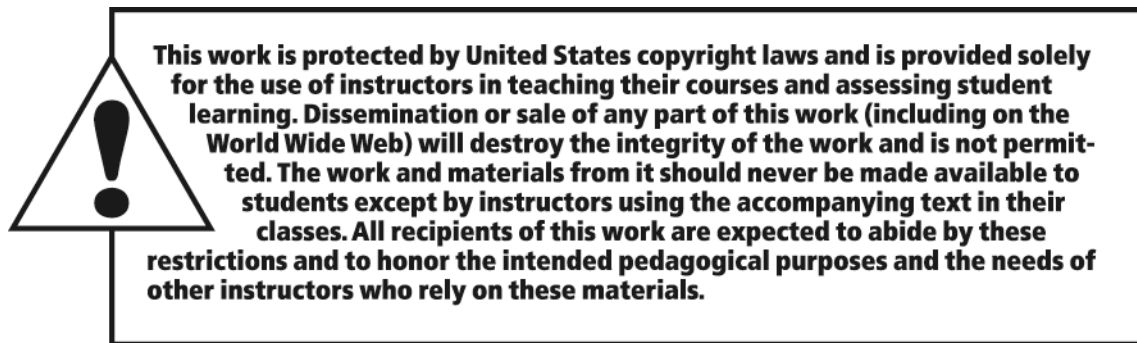 This work is protected by United States copyright laws and is provided solely
for the use of instructors in teaching their courses and assessing student
learning. Dissemination or sale of any part of this work (including on the
World Wide Web) will destroy the integrity of the work and is not permit-
ted. The work and materials from it should never be made available to
students except by instructors using the accompanying text in their
classes. All recipients of this work are expected to abide by these
restrictions and to honor the intended pedagogical purposes and the needs of
other instructors who rely on these materials.